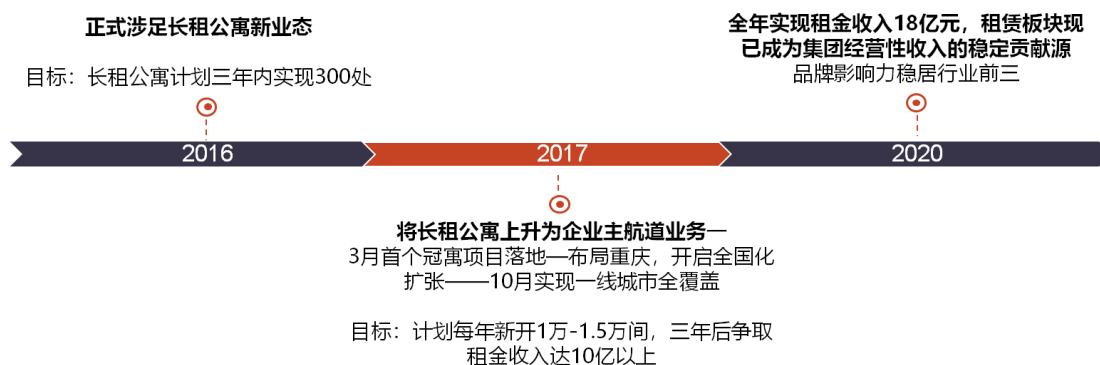 正式涉足长租公寓新业态
目标：长租公寓计划三年内实现300处
全年实现租金收入18亿元，租赁板块现
已成为集团经营性收入的稳定贡献源
品牌影响力稳居行业前三
2016
2017
2020
将长租公寓上升为企业主航道业务—
3月首个冠寓项目落地—布局重庆，开启全国化
扩张——10月实现一线城市全覆盖
目标：计划每年新开1万-1.5万间，三年后争取
租金收入达10亿以上